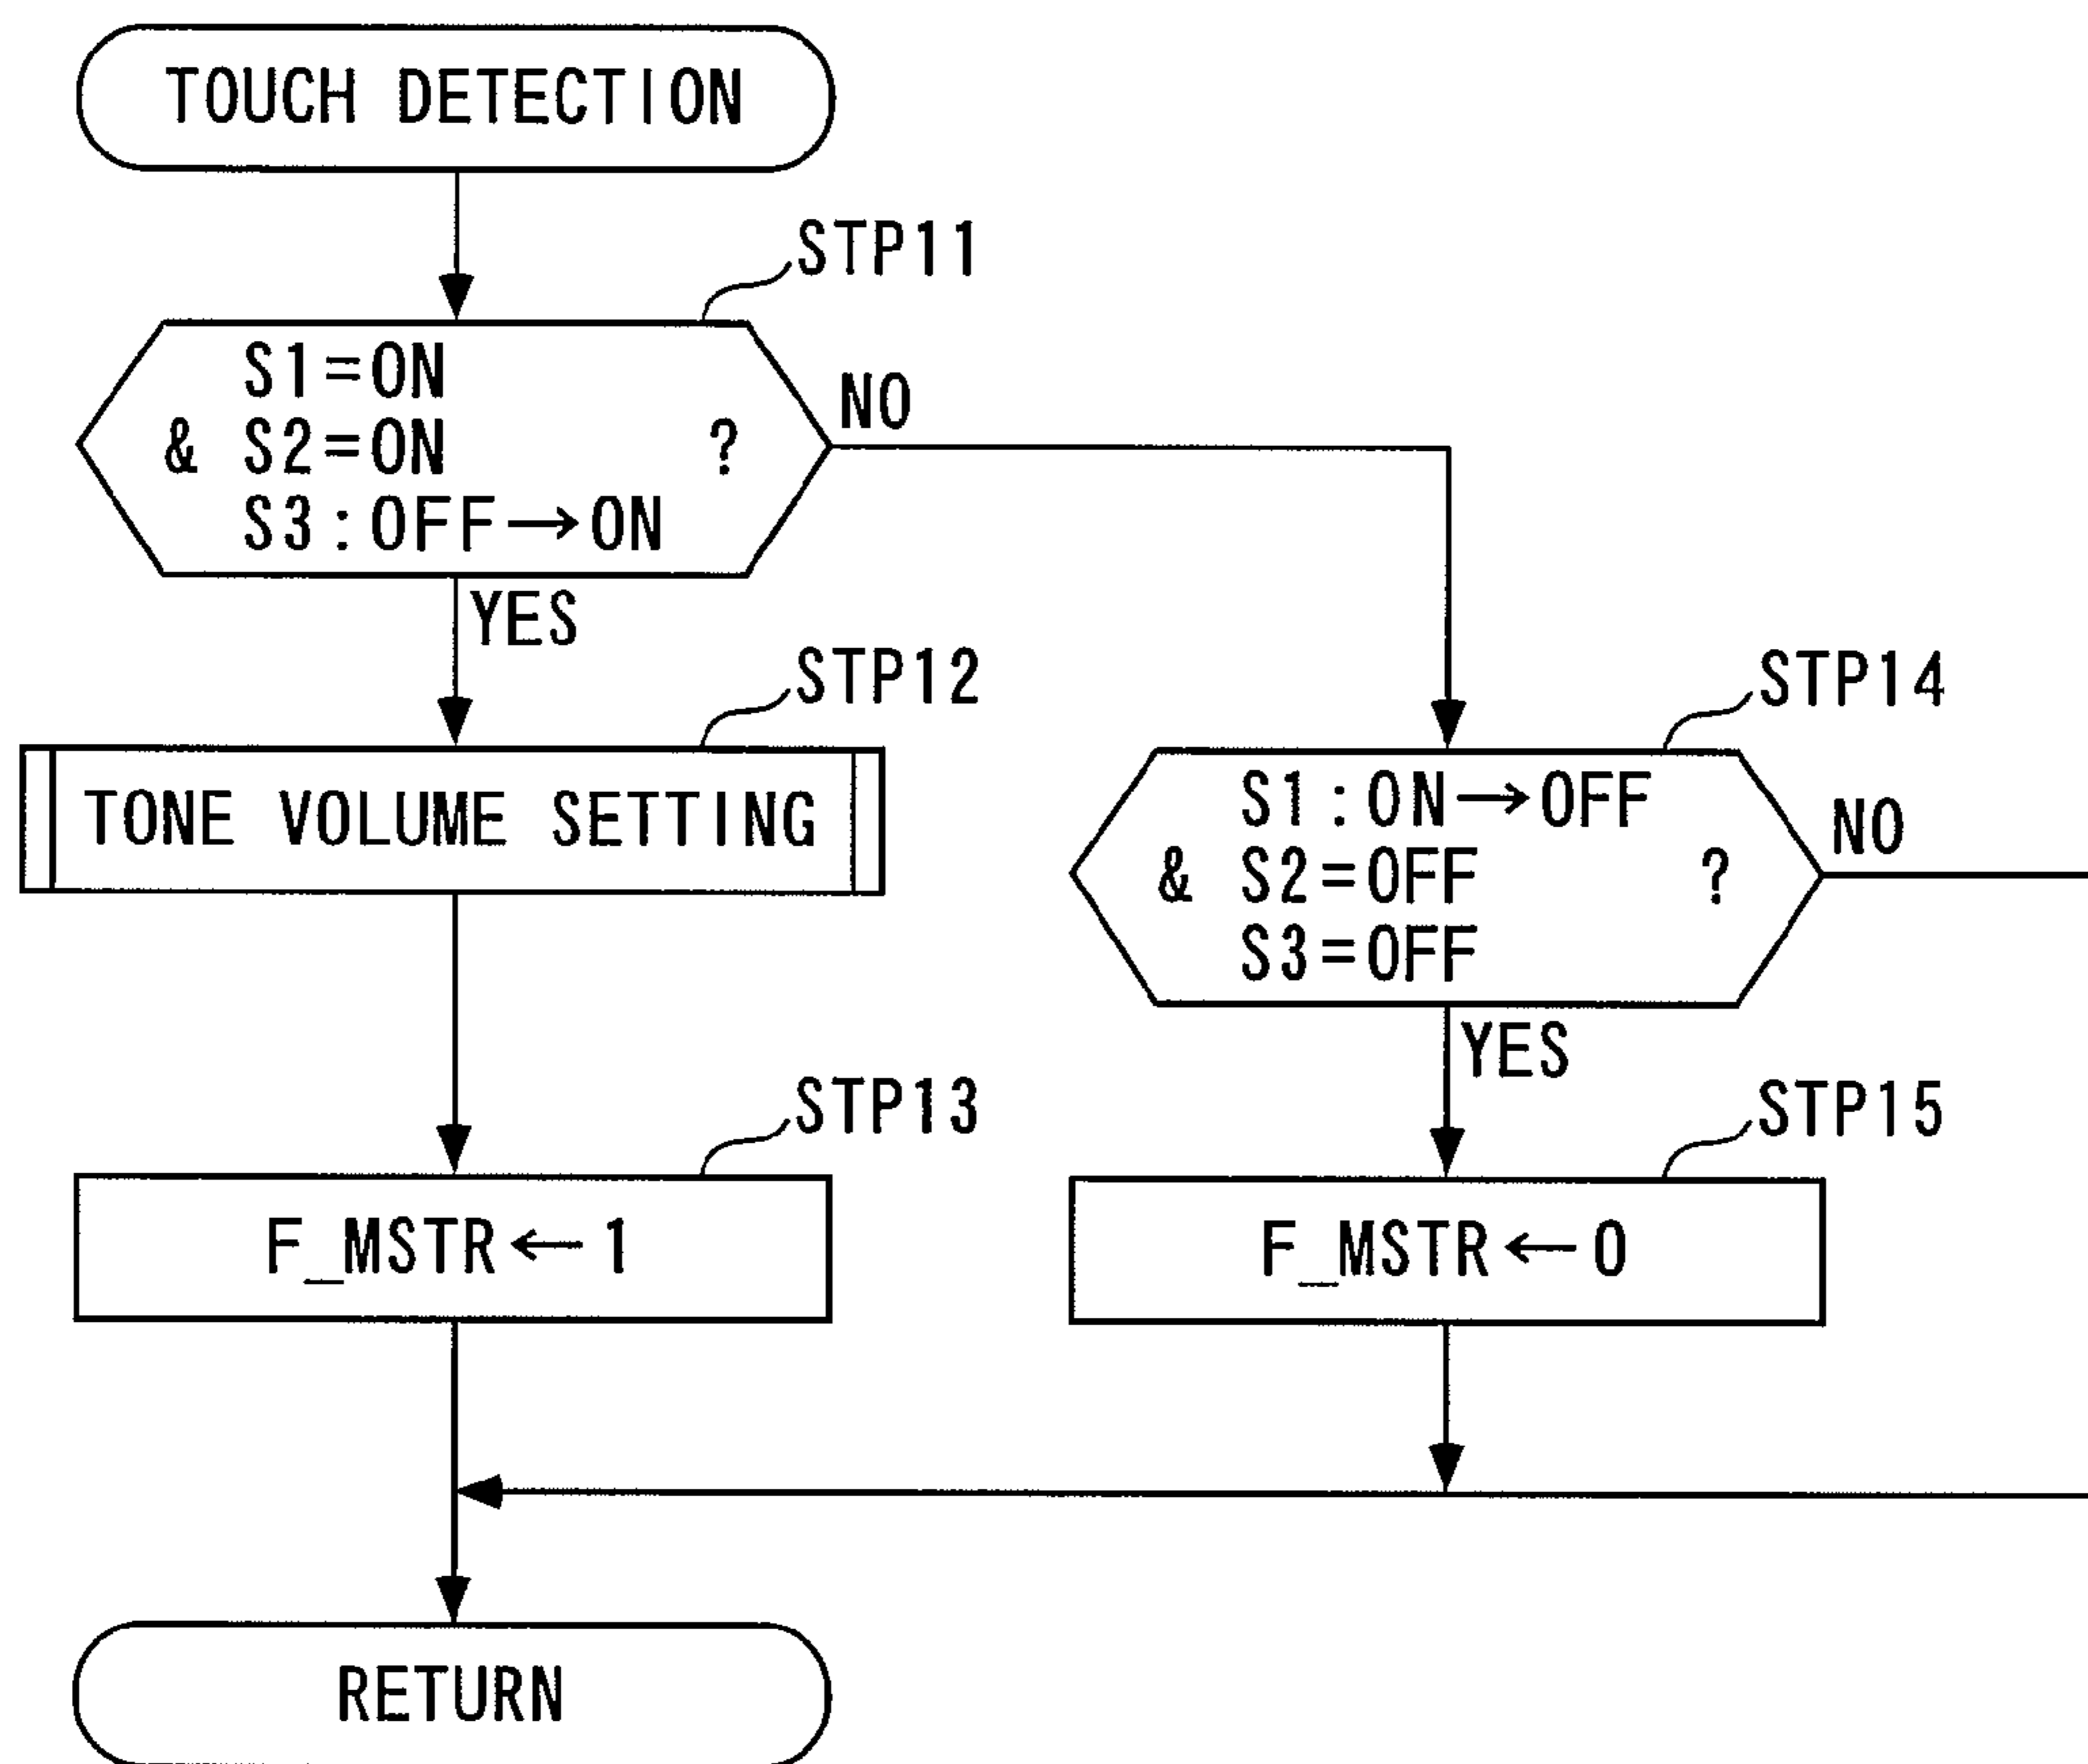 TOUCH DETECTION
STP11
S1=ON
& S2=ON ?
S3:OFF→ON
NO
YES
STP12
TONE VOLUME SETTING
STP14
S1:ON→OFF
& S2=OFF ?
S3=OFF
NO
YES
STP13
F_MSTR←1
STP15
F_MSTR←0
RETURN